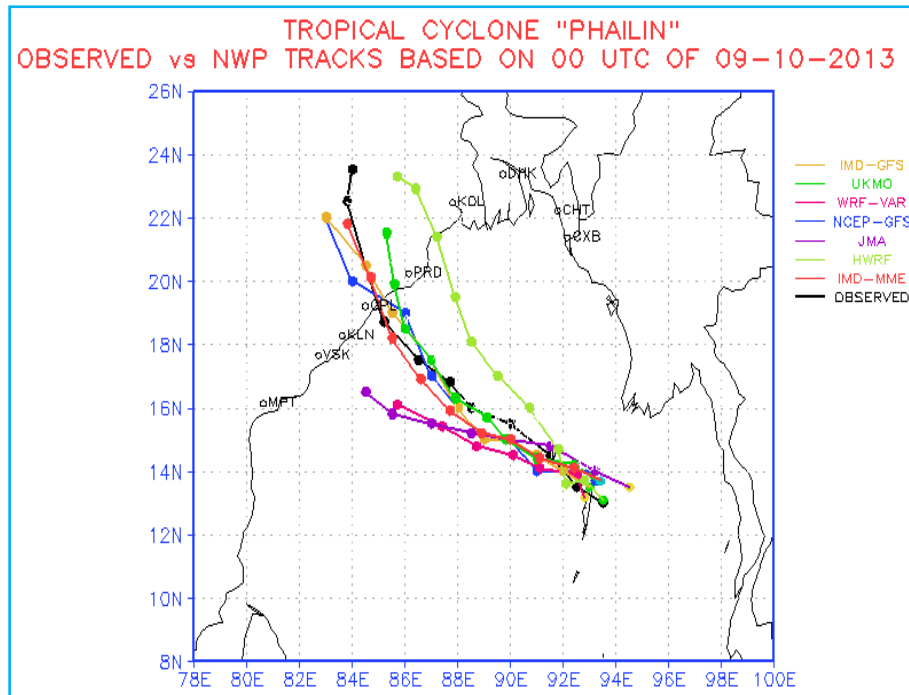 TROPICAL CYCLONE "PHAILIN"
OBSERVED vs NWP TRACKS BASED ON 00 UTC OF 09-10-2013
26N
24N
22N
20N
18N
16N
14N
12N
10N
8N
DHK
KOL
CHT
CXB
PRD
GPL
KLN
VSK
MPT
78E 80E 82E 84E 86E 88E 90E 92E 94E 96E 98E 100E
IMD-GFS
UKMO
WRF-VAR
NCEP-GFS
JMA
HWRF
IMD-MME
OBSERVED